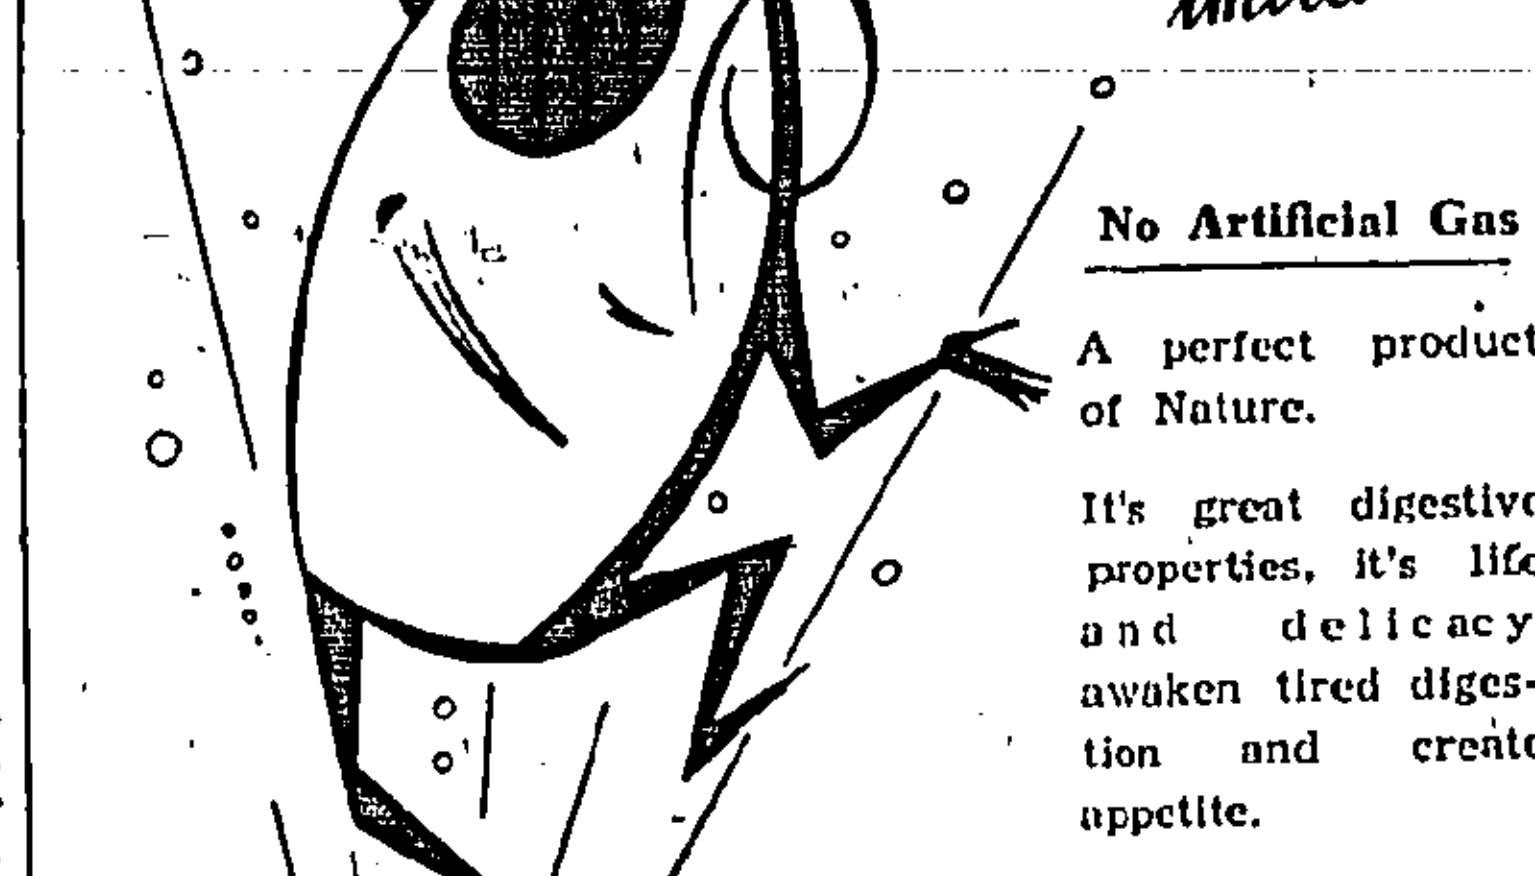 No Artificial Gas
A perfect product
of Nature.
It's great digestive
properties, it's life
and delicacy
awaken tired diges-
tion and create
appetite.